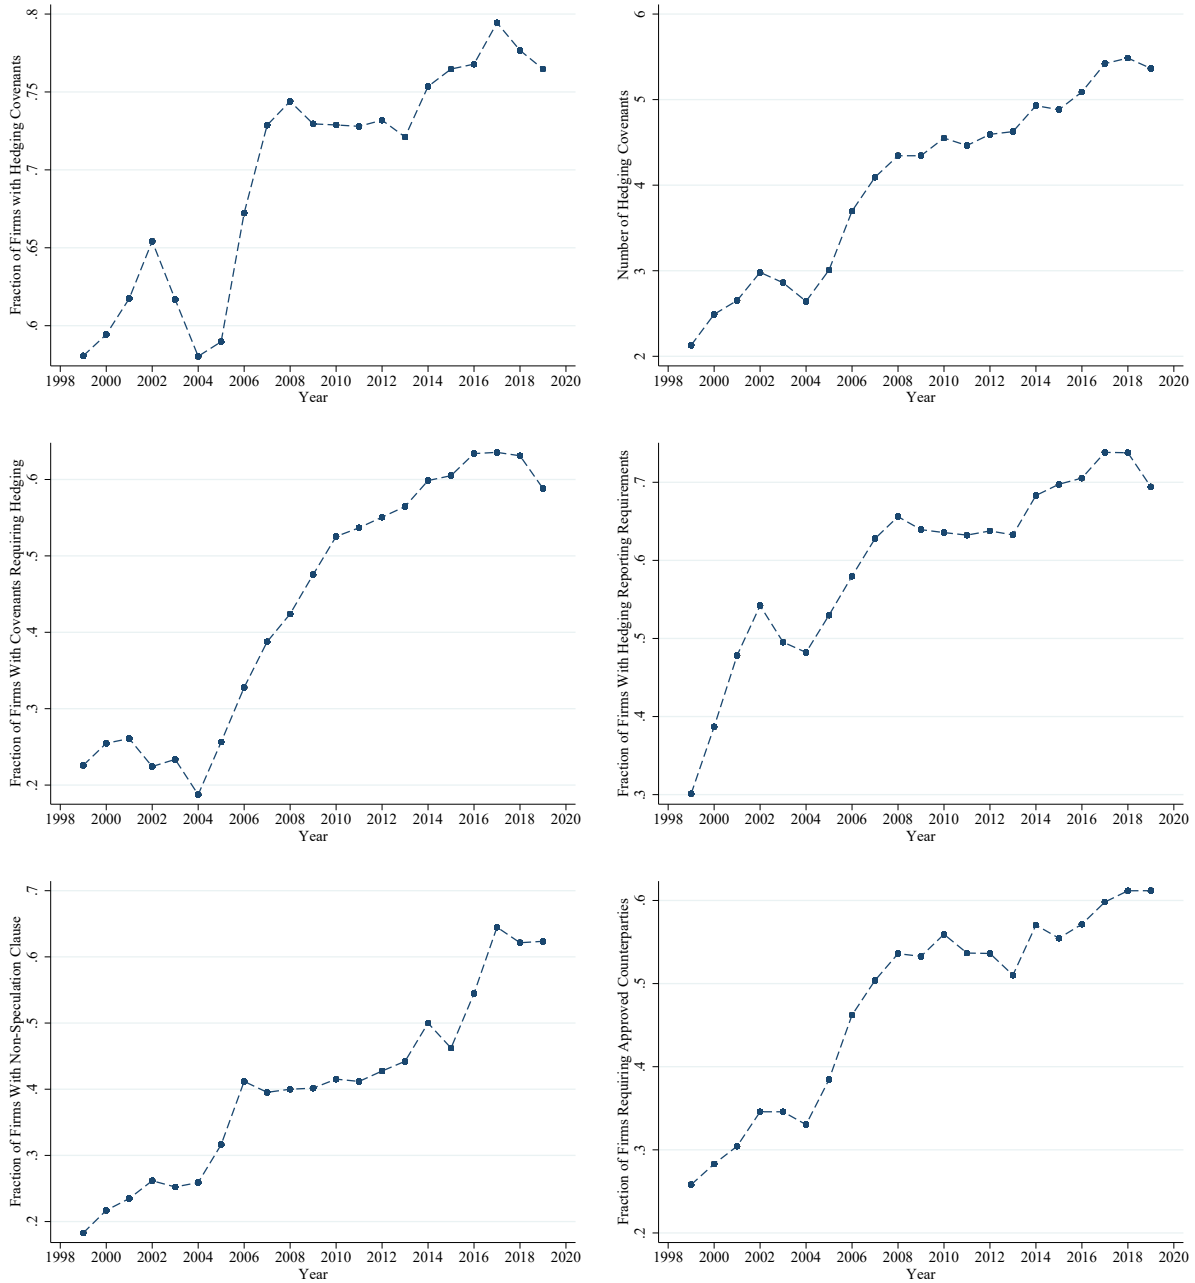 Fraction of Firms with Hedging Covenants
.8
.75
.7
.65
.6
1998 2000 2002 2004 2006 2008 2010 2012 2014 2016 2018 2020
Year
Number of Hedging Covenants
6
5
4
3
2
1998 2000 2002 2004 2006 2008 2010 2012 2014 2016 2018 2020
Year
Fraction of Firms With Covenants Requiring Hedging
.6
.5
.4
.3
.2
1998 2000 2002 2004 2006 2008 2010 2012 2014 2016 2018 2020
Year
Fraction of Firms With Hedging Reporting Requirements
.7
.6
.5
.4
.3
1998 2000 2002 2004 2006 2008 2010 2012 2014 2016 2018 2020
Year
Fraction of Firms With Non-Speculation Clause
.7
.6
.5
.4
.3
.2
1998 2000 2002 2004 2006 2008 2010 2012 2014 2016 2018 2020
Year
Fraction of Firms Requiring Approved Counterparties
.6
.5
.4
.3
.2
1998 2000 2002 2004 2006 2008 2010 2012 2014 2016 2018 2020
Year